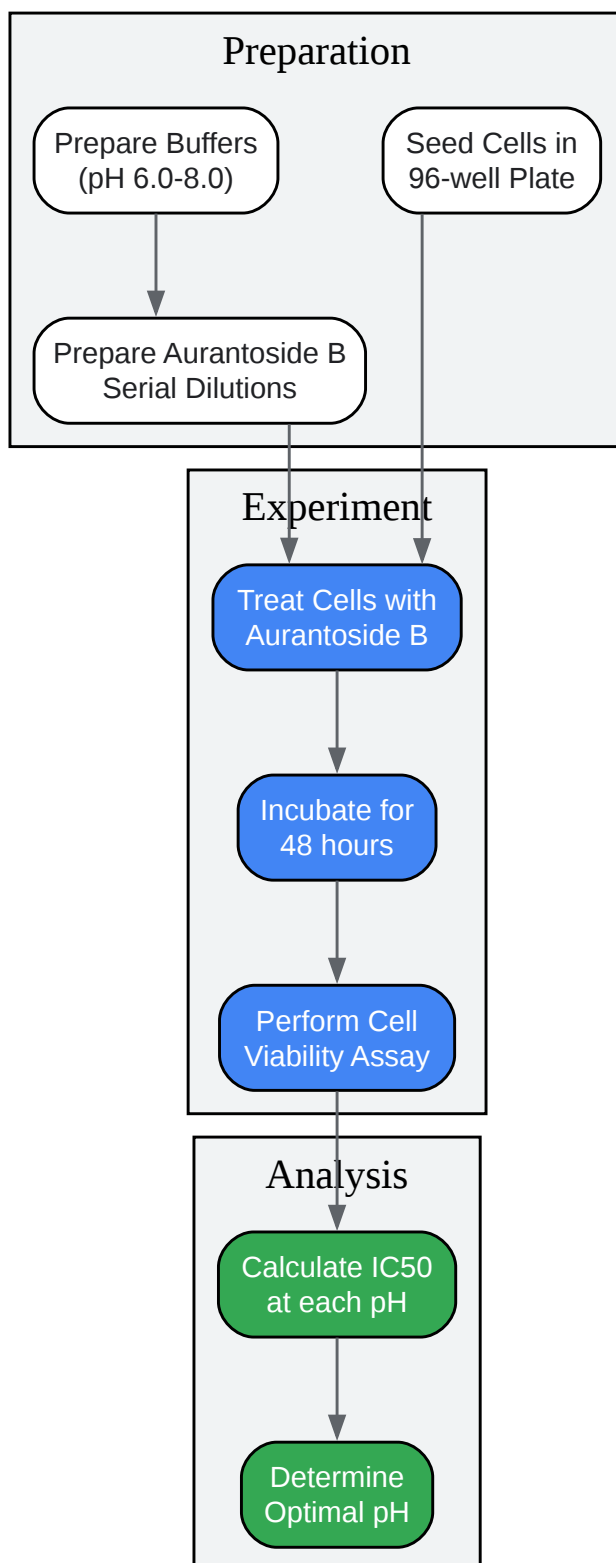 Preparation
Prepare Buffers
(pH 6.0-8.0)
Seed Cells in
96-well Plate
Prepare Aurantoside B
Serial Dilutions
Experiment
Treat Cells with
Aurantoside B
Incubate for
48 hours
Perform Cell
Viability Assay
Analysis
Calculate IC50
at each pH
Determine
Optimal pH